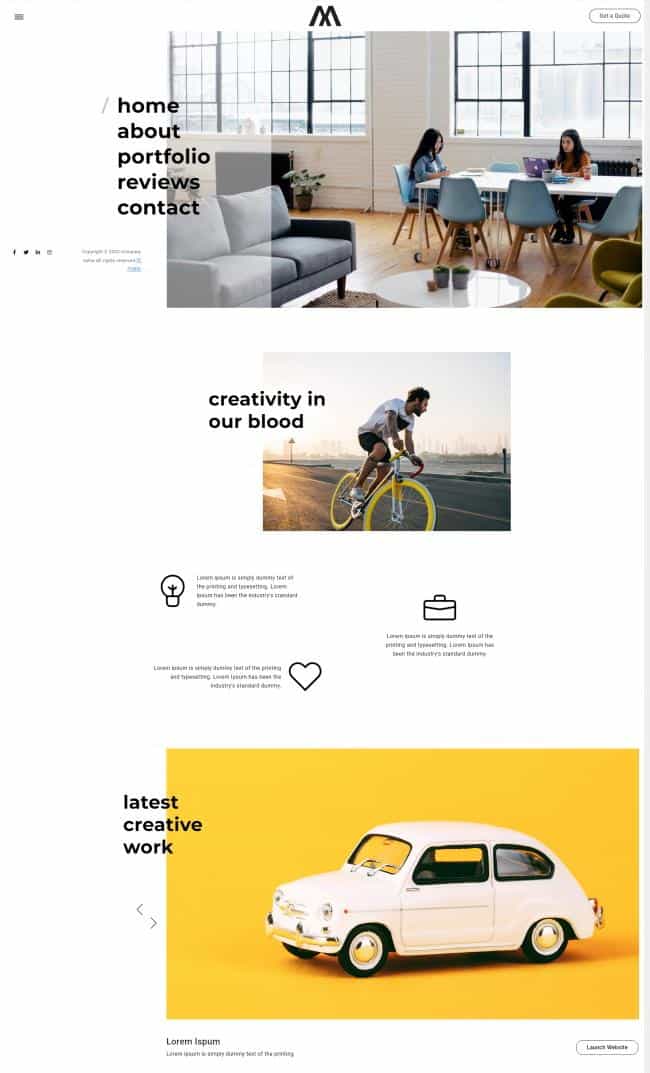 Get a Quote
/ home
about
portfolio
reviews
contact
Copyright © 2020 company
name all rights reserved
creativity in
our blood
Lorem Ipsum is simply dummy text of
the printing and typesetting. Lorem
Ipsum has been the industry's standard
dummy.
Lorem Ipsum is simply dummy text of the
printing and typesetting. Lorem Ipsum has
been the industry's standard dummy.
Lorem Ipsum is simply dummy text of the printing
and typesetting. Lorem Ipsum has been the
industry's standard dummy.
latest
creative
work
Lorem Ispum
Lorem Ipsum is simply dummy text of the printing
Launch Website